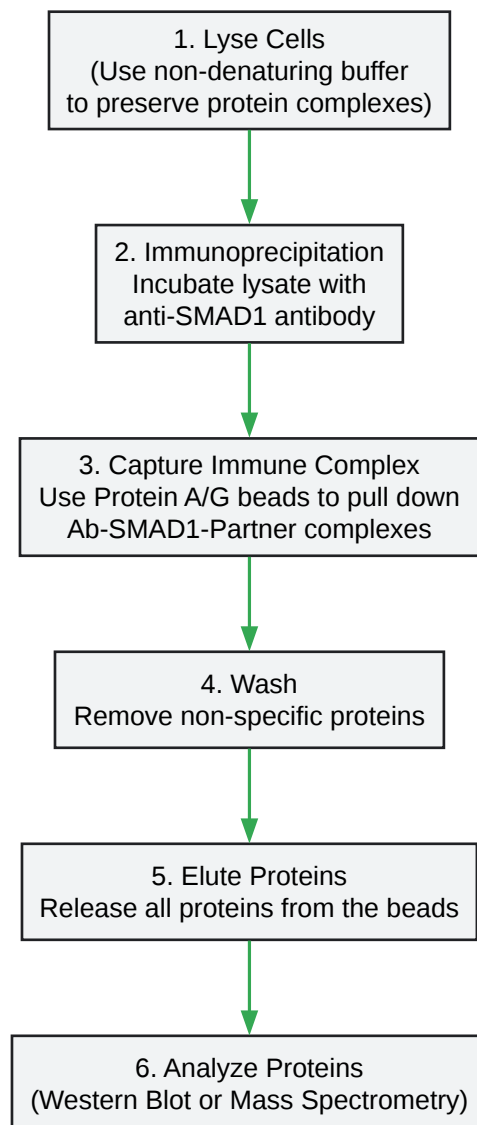 1. Lyse Cells
(Use non-denaturing buffer
to preserve protein complexes)
2. Immunoprecipitation
Incubate lysate with
anti-SMAD1 antibody
3. Capture Immune Complex
Use Protein A/G beads to pull down
Ab-SMAD1-Partner complexes
4. Wash
Remove non-specific proteins
5. Elute Proteins
Release all proteins from the beads
6. Analyze Proteins
(Western Blot or Mass Spectrometry)